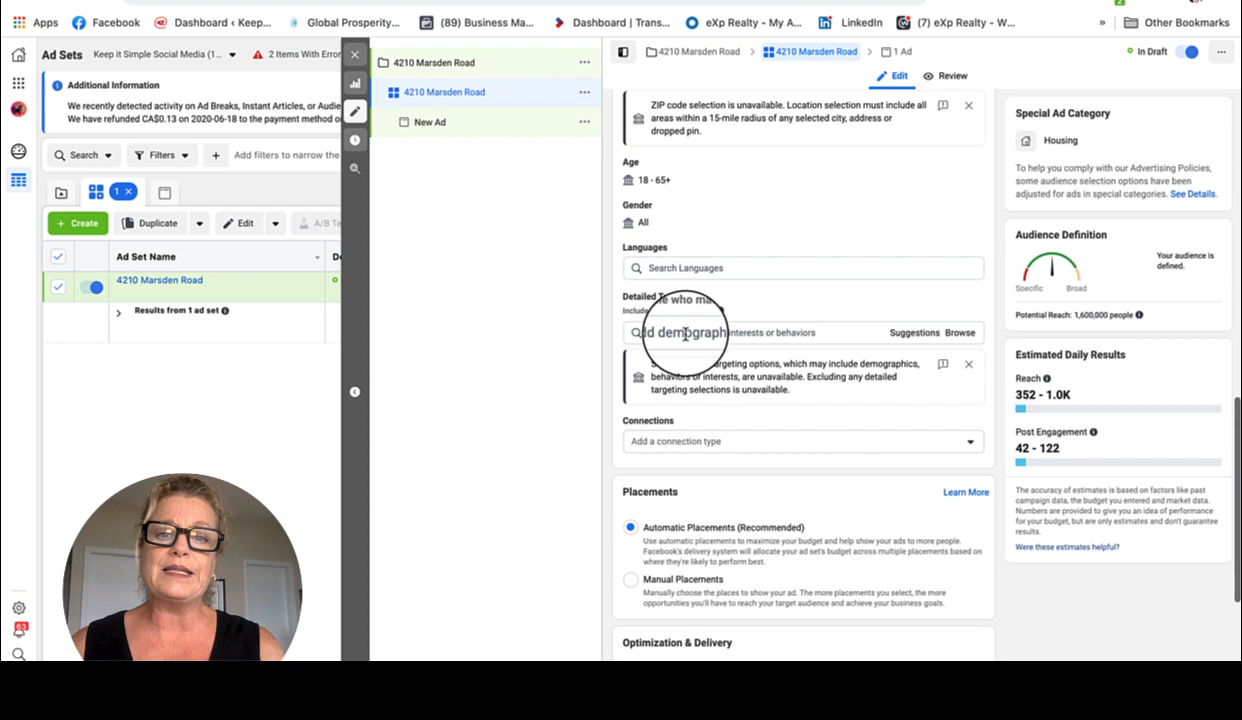 Apps Facebook Dashboard ‹ Keep... Global Prosperity... (89) Business Ma... Dashboard | Trans... eXp Realty - My A... LinkedIn (7) eXp Realty - W... » Other Bookmarks
Ad Sets Keep it Simple Social Media (1... 2 Items With Error
Additional Information
We recently detected activity on Ad Breaks, Instant Articles, or Audie
We have refunded CA$0.13 on 2020-06-18 to the payment method o
Search Filters + Add filters to narrow the
1 ×
+ Create Duplicate Edit A/B Te
Ad Set Name
4210 Marsden Road
Results from 1 ad set
63
4210 Marsden Road ...
4210 Marsden Road ...
New Ad ...
4210 Marsden Road > 4210 Marsden Road > 1 Ad In Draft ...
Edit Review
ZIP code selection is unavailable. Location selection must include all
areas within a 15-mile radius of any selected city, address or
dropped pin.
Age
18 - 65+
Gender
All
Languages
Search Languages
Detailed T
e who ma
Include
d demograph interests or behaviors Suggestions Browse
rgeting options, which may include demographics,
behaviors or interests, are unavailable. Excluding any detailed
targeting selections is unavailable.
Connections
Add a connection type
Placements Learn More
Automatic Placements (Recommended)
Use automatic placements to maximize your budget and help show your ads to more people.
Facebook's delivery system will allocate your ad set's budget across multiple placements based on
where they're likely to perform best.
Manual Placements
Manually choose the places to show your ad. The more placements you select, the more
opportunities you'll have to reach your target audience and achieve your business goals.
Optimization & Delivery
Special Ad Category
Housing
To help you comply with our Advertising Policies,
some audience selection options have been
adjusted for ads in special categories. See Details.
Audience Definition
Your audience is
defined.
Specific Broad
Potential Reach: 1,600,000 people
Estimated Daily Results
Reach
352 - 1.0K
Post Engagement
42 - 122
The accuracy of estimates is based on factors like past
campaign data, the budget you entered and market data.
Numbers are provided to give you an idea of performance
for your budget, but are only estimates and don't guarantee
results.
Were these estimates helpful?